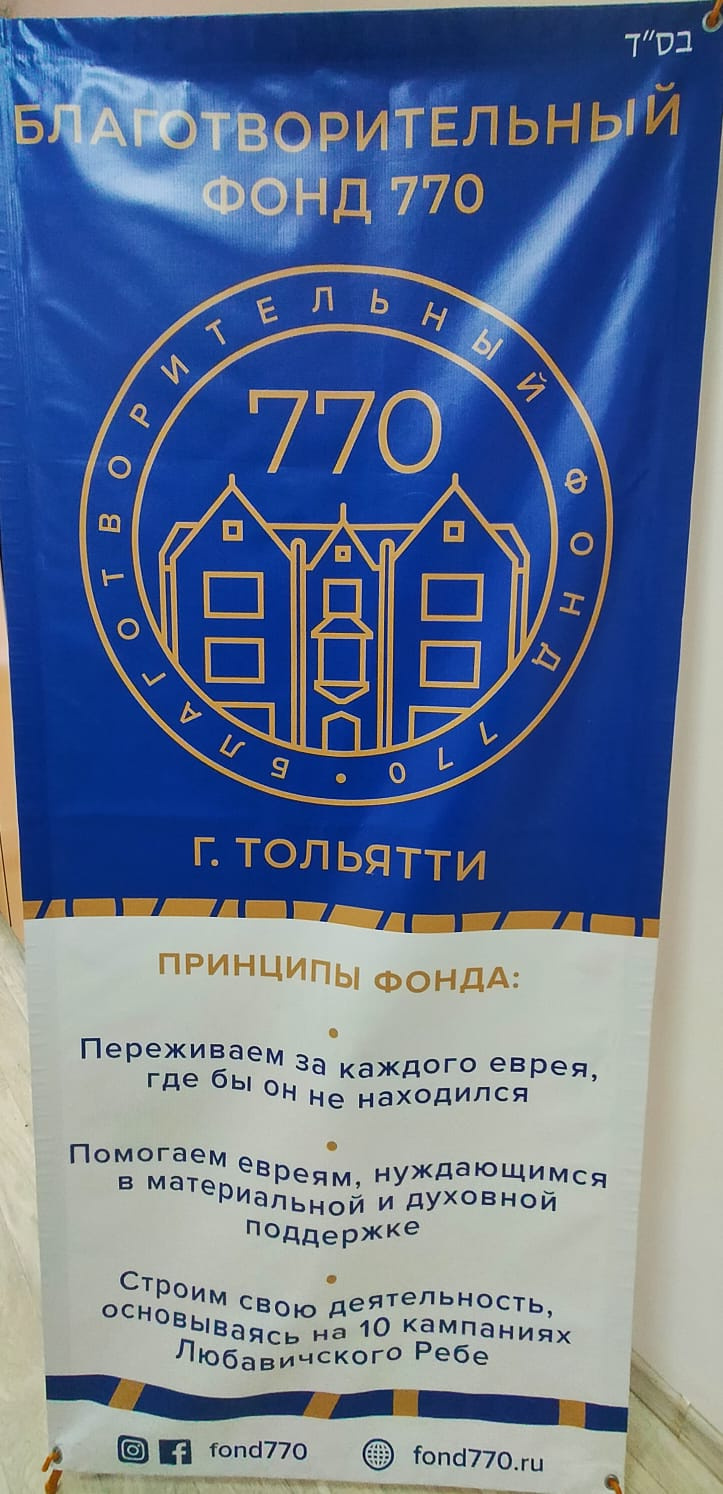 בס״ד
БЛАГОТВОРИТЕЛЬНЫЙ
ФОНД 770
БЛАГОТВОРИТЕЛЬНЫЙ ФОНД 770 •
770
г. ТОЛЬЯТТИ
ПРИНЦИПЫ ФОНДА:
•
Переживаем за каждого еврея,
где бы он не находился
•
Помогаем евреям, нуждающимся
в материальной и духовной
поддержке
•
Строим свою деятельность,
основываясь на 10 кампаниях
Любавичского Ребе
fond770 fond770.ru